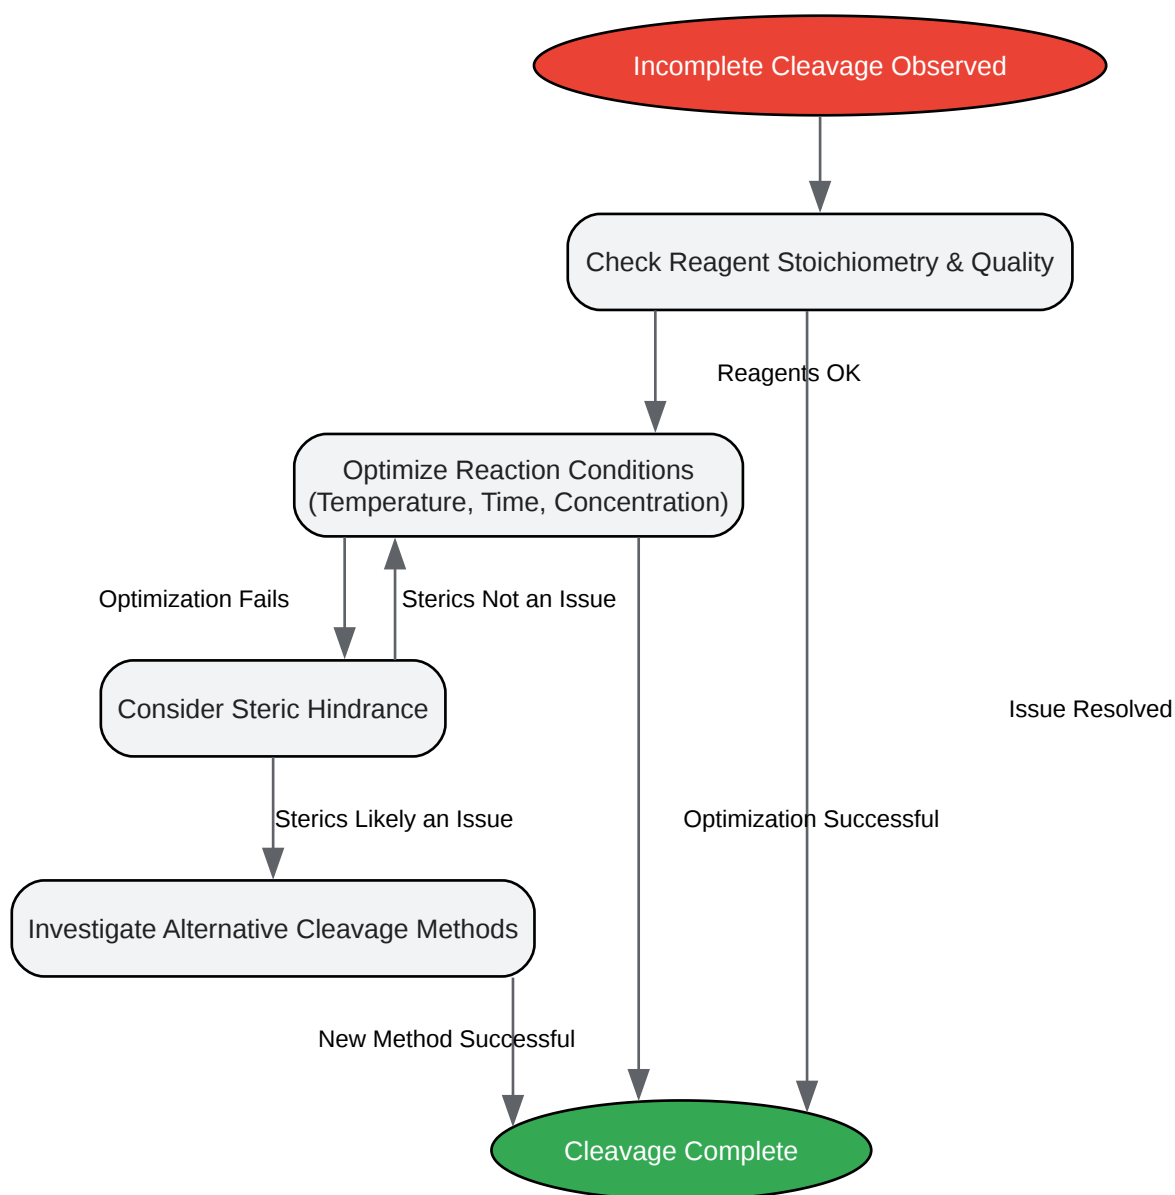 Incomplete Cleavage Observed
Check Reagent Stoichiometry & Quality
Reagents OK
Optimize Reaction Conditions
(Temperature, Time, Concentration)
Optimization Fails
Sterics Not an Issue
Consider Steric Hindrance
Issue Resolved
Sterics Likely an Issue
Optimization Successful
Investigate Alternative Cleavage Methods
New Method Successful
Cleavage Complete